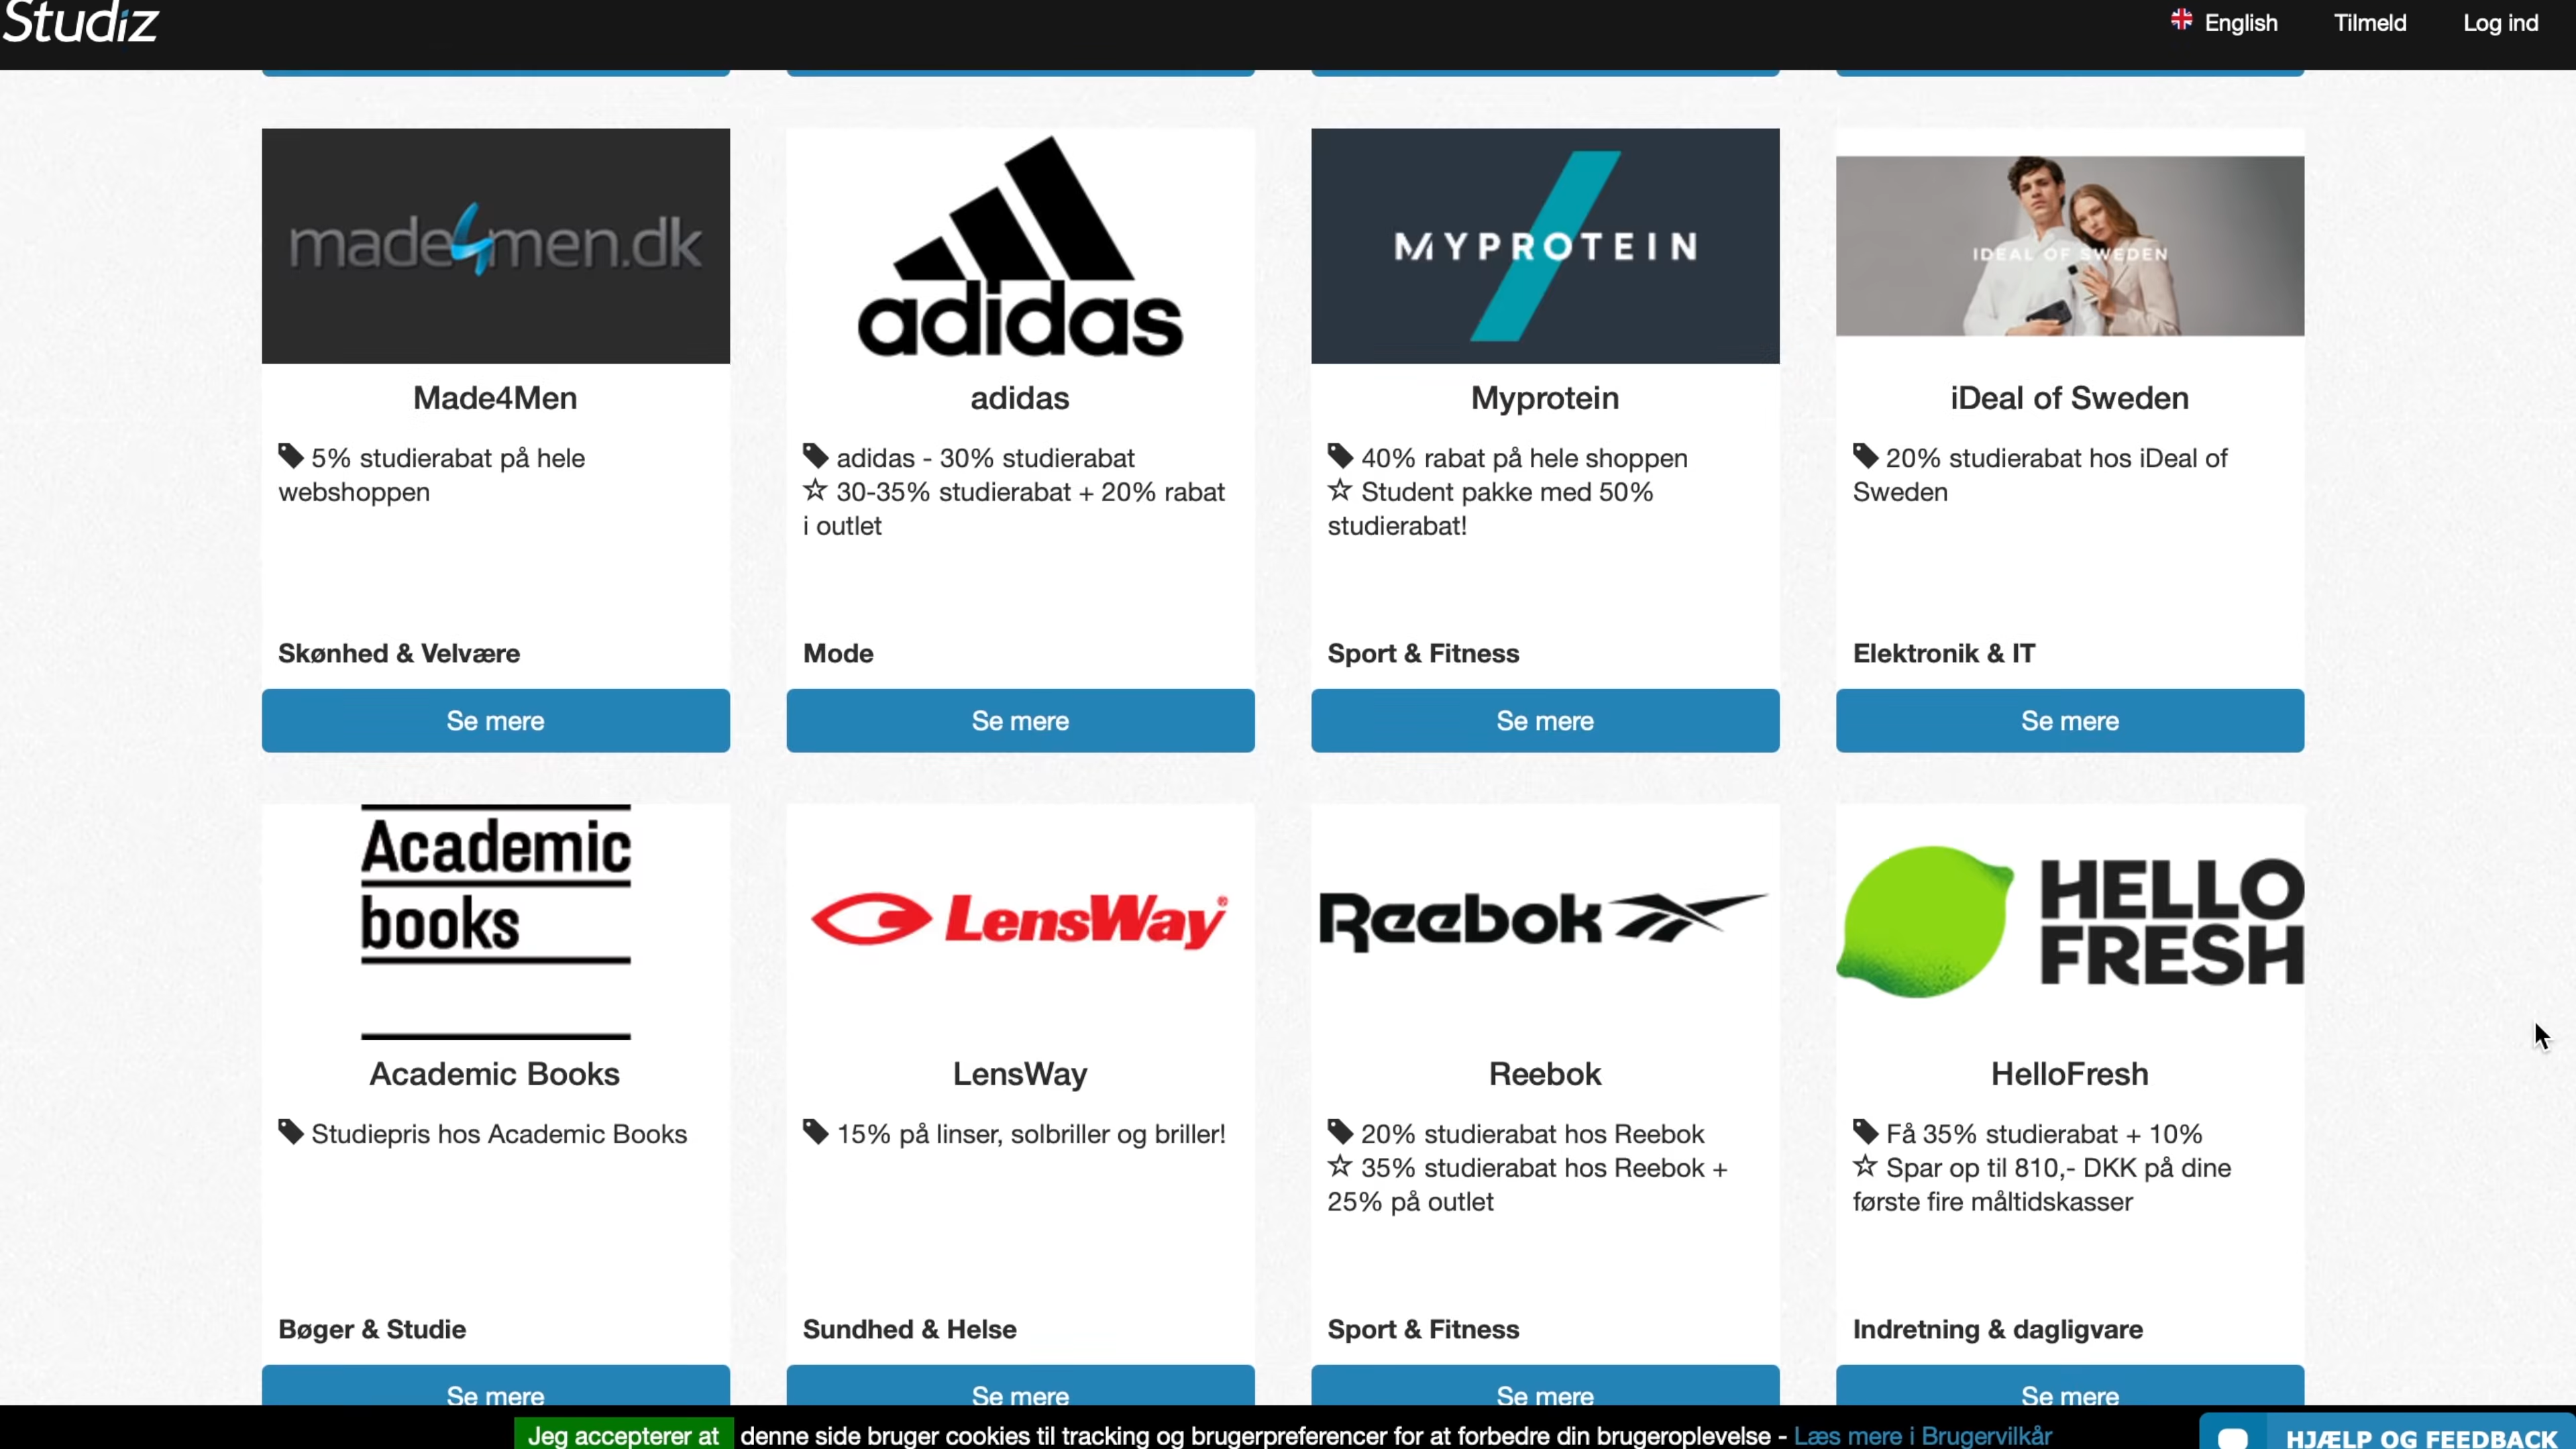 Studiz
English Tilmeld Log ind
made4men.dk
adidas
MYPROTEIN
IDEAL OF SWEDEN
Made4Men
adidas
Myprotein
iDeal of Sweden
5% studierabat på hele
webshoppen
adidas - 30% studierabat
30-35% studierabat + 20% rabat
i outlet
40% rabat på hele shoppen
Student pakke med 50%
studierabat!
20% studierabat hos iDeal of
Sweden
Skønhed & Velvære
Mode
Sport & Fitness
Elektronik & IT
Se mere
Se mere
Se mere
Se mere
Academic
books
LensWay
Reebok
HELLO
FRESH
Academic Books
LensWay
Reebok
HelloFresh
Studiepris hos Academic Books
15% på linser, solbriller og briller!
20% studierabat hos Reebok
35% studierabat hos Reebok +
25% på outlet
Få 35% studierabat + 10%
Spar op til 810,- DKK på dine
første fire måltidskasser
Bøger & Studie
Sundhed & Helse
Sport & Fitness
Indretning & dagligvare
Se mere
Se mere
Se mere
Se mere
Jeg accepterer at denne side bruger cookies til tracking og brugerpreferencer for at forbedre din brugeroplevelse - Læs mere i Brugervilkår
HJÆLP OG FEEDBACK